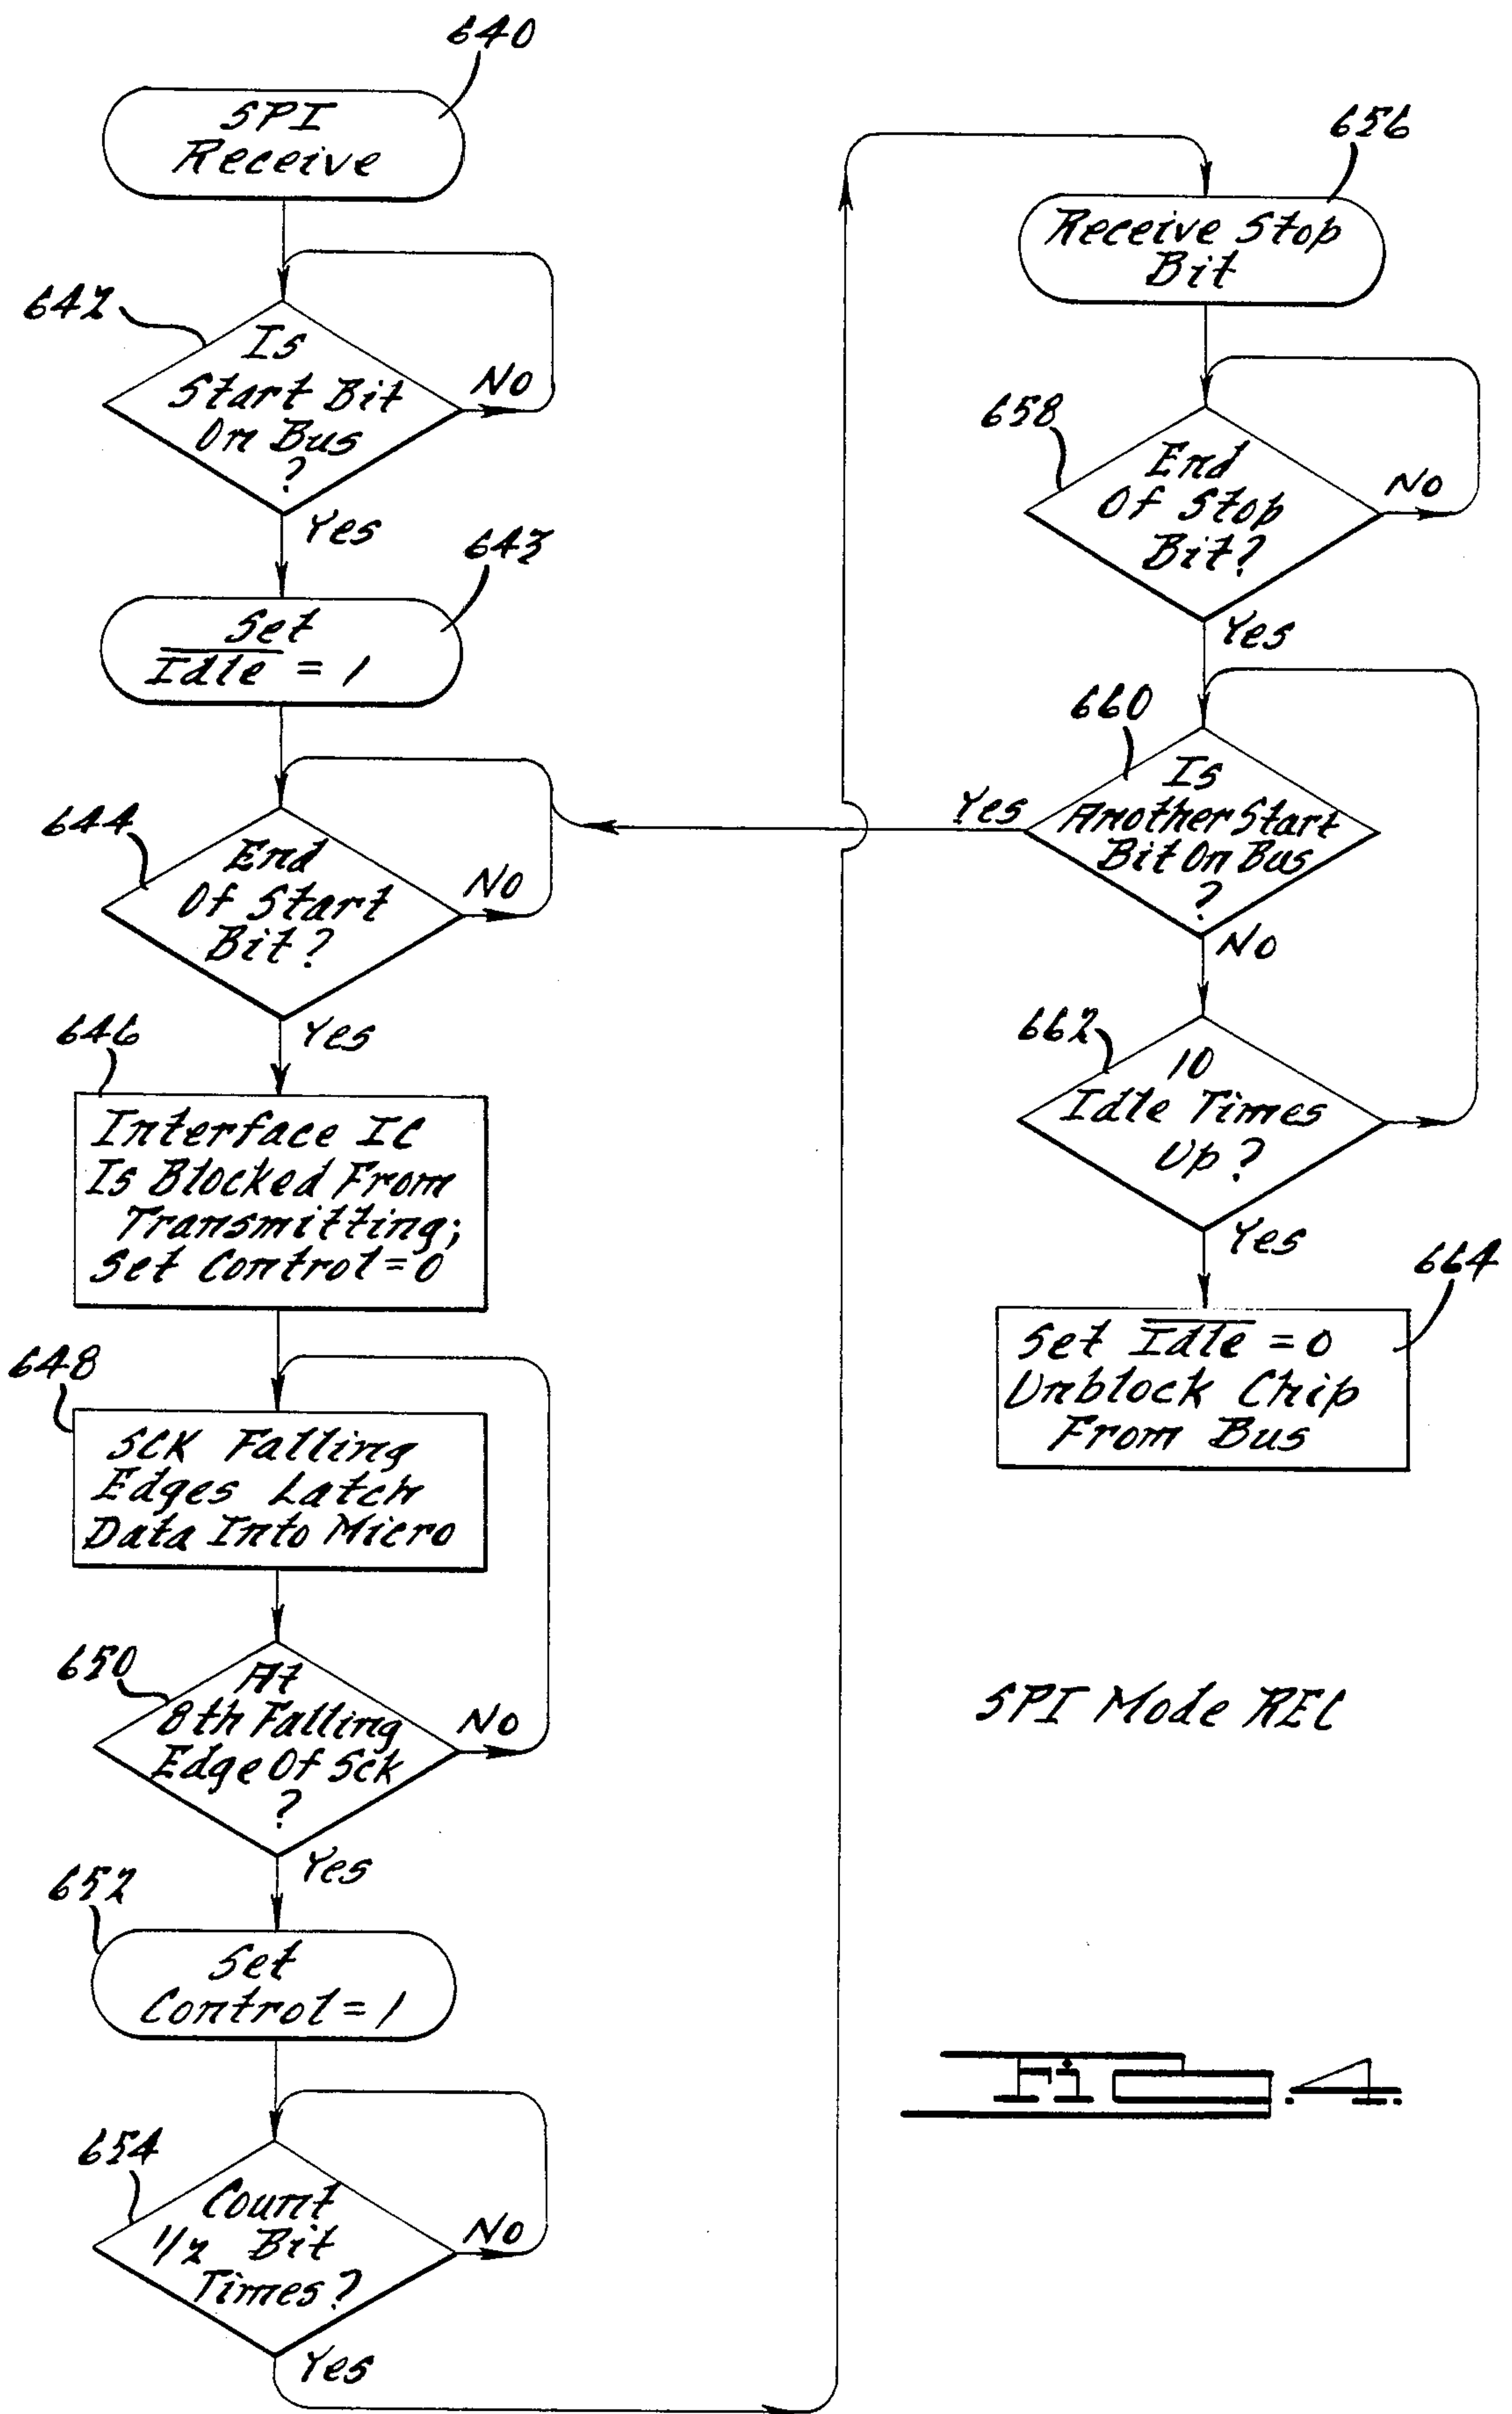 640
SPI
Receive
642
Is
Start Bit
On Bus
?
No
Yes
643
Set
I̅d̅l̅e̅ = 1
644
End
Of Start
Bit?
No
Yes
646
Interface IC
Is Blocked From
Transmitting;
Set Control=0
648
SCK Falling
Edges Latch
Data Into Micro
650
At
8th Falling
Edge Of Sck
?
No
Yes
652
Set
Control=1
654
Count
11/2 Bit
Times?
No
Yes
656
Receive Stop
Bit
658
End
Of Stop
Bit?
No
Yes
660
Is
Another Start
Bit On Bus
?
Yes
No
662
10
Idle Times
Up?
Yes
664
Set I̅d̅l̅e̅ =0
Unblock Chip
From Bus
SPI Mode REC